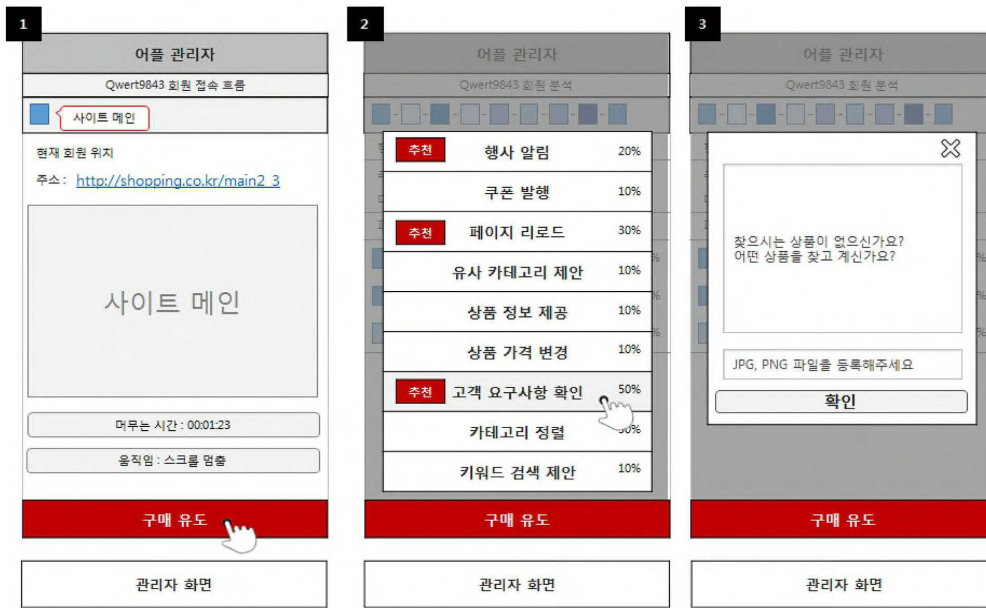 1
어플 관리자
Qwert9843 회원 접속 흐름
사이트 메인
현재 회원 위치
주소 : http://shopping.co.kr/main2_3
사이트 메인
머무는 시간 : 00:01:23
움직임 : 스크롤 멈춤
구매 유도
관리자 화면
2
어플 관리자
Qwert9843 회원 분석
추천 행사 알림 20%
쿠폰 발행 10%
추천 페이지 리로드 30%
유사 카테고리 제안 10%
상품 정보 제공 10%
상품 가격 변경 10%
추천 고객 요구사항 확인 50%
카테고리 정렬
키워드 검색 제안 10%
구매 유도
관리자 화면
3
어플 관리자
Qwert9843 회원 분석
찾으시는 상품이 없으신가요?
어떤 상품을 찾고 계신가요?
JPG, PNG 파일을 등록해주세요
확인
구매 유도
관리자 화면